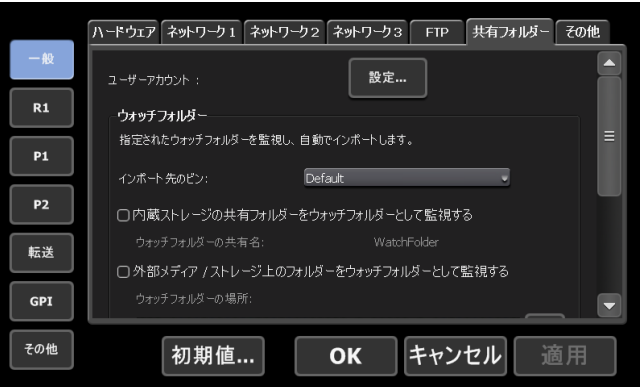 ハードウェア ネットワーク1 ネットワーク2 ネットワーク3 FTP 共有フォルダー その他
一般
R1
P1
P2
転送
GPI
その他
ユーザーアカウント :
設定...
ウォッチフォルダー
指定されたウォッチフォルダーを監視し、自動でインポートします。
インポート先のビン: Default
内蔵ストレージの共有フォルダーをウォッチフォルダーとして監視する
ウォッチフォルダーの共有名: WatchFolder
外部メディア / ストレージ上のフォルダーをウォッチフォルダーとして監視する
ウォッチフォルダーの場所:
初期値... OK キャンセル 適用